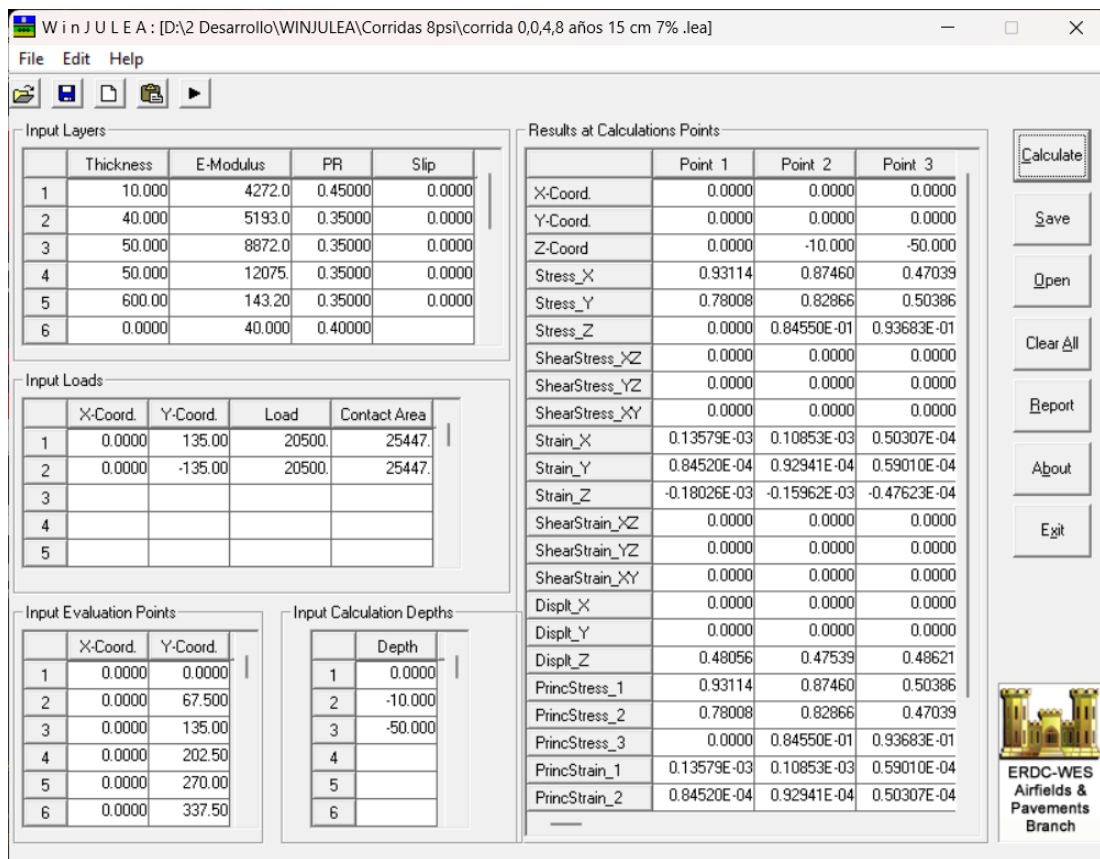 W i n J U L E A : [D:\2 Desarrollo\WINJULEA\Corridas 8psi\corrida 0,0,4,8 años 15 cm 7% .lea]
File Edit Help
Input Layers
Thickness E-Modulus PR Slip
1 10.000 4272.0 0.45000 0.0000
2 40.000 5193.0 0.35000 0.0000
3 50.000 8872.0 0.35000 0.0000
4 50.000 12075. 0.35000 0.0000
5 600.00 143.20 0.35000 0.0000
6 0.0000 40.000 0.40000
Input Loads
X-Coord. Y-Coord. Load Contact Area
1 0.0000 135.00 20500. 25447.
2 0.0000 -135.00 20500. 25447.
3
4
5
Input Evaluation Points
X-Coord. Y-Coord.
1 0.0000 0.0000
2 0.0000 67.500
3 0.0000 135.00
4 0.0000 202.50
5 0.0000 270.00
6 0.0000 337.50
Input Calculation Depths
Depth
1 0.0000
2 -10.000
3 -50.000
4
5
6
Results at Calculations Points
Point 1 Point 2 Point 3
X-Coord. 0.0000 0.0000 0.0000
Y-Coord. 0.0000 0.0000 0.0000
Z-Coord 0.0000 -10.000 -50.000
Stress_X 0.93114 0.87460 0.47039
Stress_Y 0.78008 0.82866 0.50386
Stress_Z 0.0000 0.84550E-01 0.93683E-01
ShearStress_XZ 0.0000 0.0000 0.0000
ShearStress_YZ 0.0000 0.0000 0.0000
ShearStress_XY 0.0000 0.0000 0.0000
Strain_X 0.13579E-03 0.10853E-03 0.50307E-04
Strain_Y 0.84520E-04 0.92941E-04 0.59010E-04
Strain_Z -0.18026E-03 -0.15962E-03 -0.47623E-04
ShearStrain_XZ 0.0000 0.0000 0.0000
ShearStrain_YZ 0.0000 0.0000 0.0000
ShearStrain_XY 0.0000 0.0000 0.0000
Displt_X 0.0000 0.0000 0.0000
Displt_Y 0.0000 0.0000 0.0000
Displt_Z 0.48056 0.47539 0.48621
PrincStress_1 0.93114 0.87460 0.50386
PrincStress_2 0.78008 0.82866 0.47039
PrincStress_3 0.0000 0.84550E-01 0.93683E-01
PrincStrain_1 0.13579E-03 0.10853E-03 0.59010E-04
PrincStrain_2 0.84520E-04 0.92941E-04 0.50307E-04
Calculate
Save
Open
Clear All
Report
About
Exit
ERDC-WES
Airfields &
Pavements
Branch